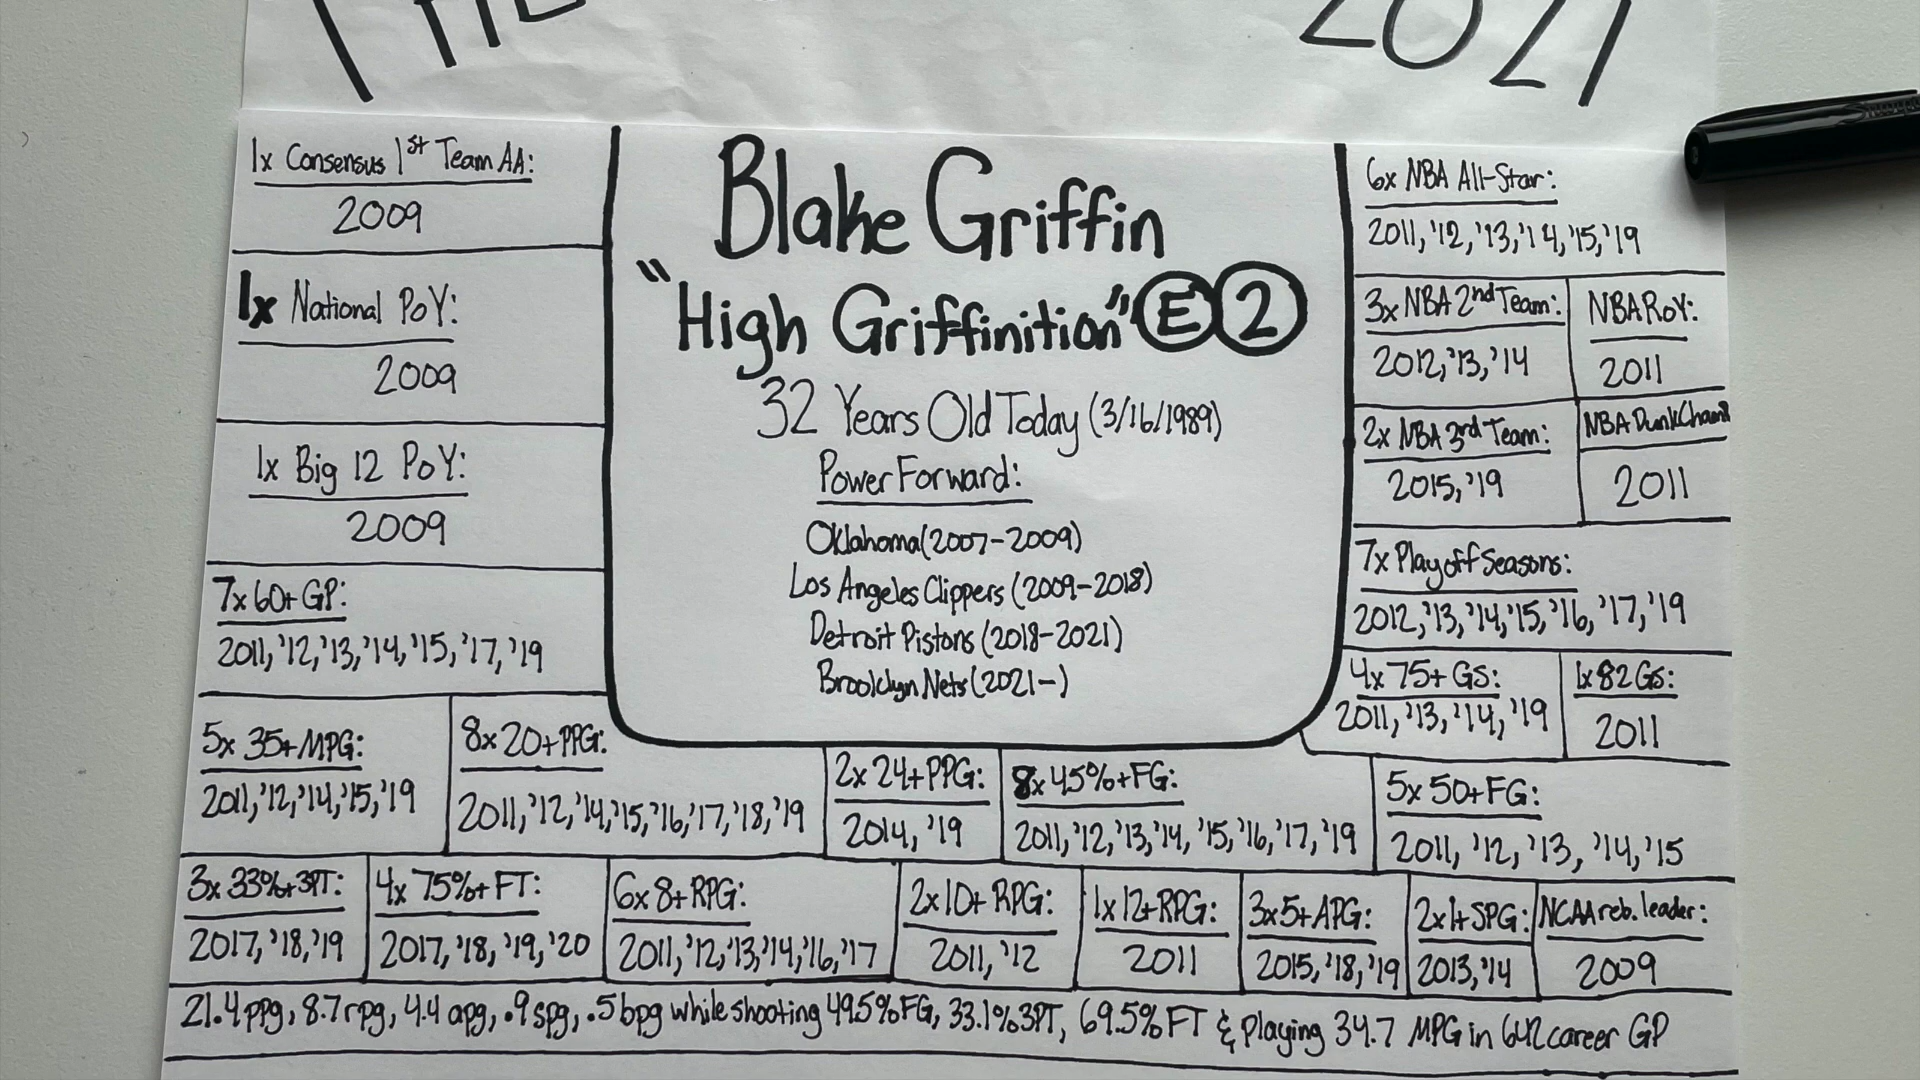 2021
1x Consensus 1st Team AA:
2009
1x National PoY:
2009
1x Big 12 PoY:
2009
7x 60+ GP:
2011,'12,'13,'14,'15,'17,'19
Blake Griffin
"High Griffinition" E 2
32 Years Old Today (3/16/1989)
Power Forward:
Oklahoma (2007-2009)
Los Angeles Clippers (2009-2018)
Detroit Pistons (2018-2021)
Brooklyn Nets (2021-)
6x NBA All-Star:
2011,'12,'13,'14,'15,'19
3x NBA 2nd Team:
2012,'13,'14
NBA RoY:
2011
2x NBA 3rd Team:
2015,'19
NBA Dunk Champ
2011
7x Playoff Seasons:
2012,'13,'14,'15,'16,'17,'19
4x 75+ GS:
2011,'13,'14,'19
1x 82 GS:
2011
5x 35+ MPG:
2011,'12,'14,'15,'19
8x 20+ PPG:
2011,'12,'14,'15,'16,'17,'18,'19
2x 24+ PPG:
2014,'19
8x 45%+ FG:
2011,'12,'13,'14,'15,'16,'17,'19
5x 50+ FG:
2011,'12,'13,'14,'15
3x 33%+ 3PT:
2017,'18,'19
4x 75%+ FT:
2017,'18,'19,'20
6x 8+ RPG:
2011,'12,'13,'14,'16,'17
2x 10+ RPG:
2011,'12
1x 12+ RPG:
2011
3x 5+ APG:
2015,'18,'19
2x 1+ SPG:
2013,'14
NCAA reb. leader:
2009
21.4 ppg, 8.7 rpg, 4.4 apg, .9 spg, .5 bpg while shooting 49.5% FG, 33.1% 3PT, 69.5% FT & playing 34.7 MPG in 642 career GP